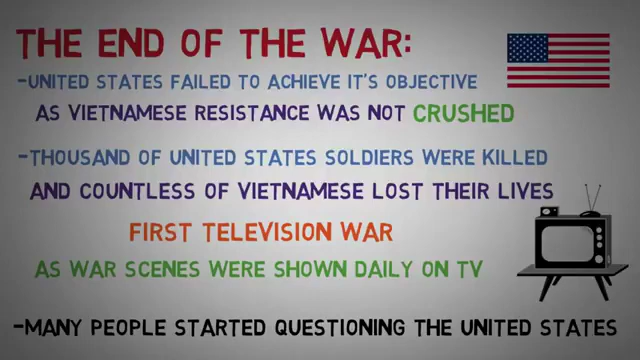 THE END OF THE WAR:
-UNITED STATES FAILED TO ACHIEVE IT'S OBJECTIVE
AS VIETNAMESE RESISTANCE WAS NOT CRUSHED
-THOUSAND OF UNITED STATES SOLDIERS WERE KILLED
AND COUNTLESS OF VIETNAMESE LOST THEIR LIVES
FIRST TELEVISION WAR
AS WAR SCENES WERE SHOWN DAILY ON TV
-MANY PEOPLE STARTED QUESTIONING THE UNITED STATES